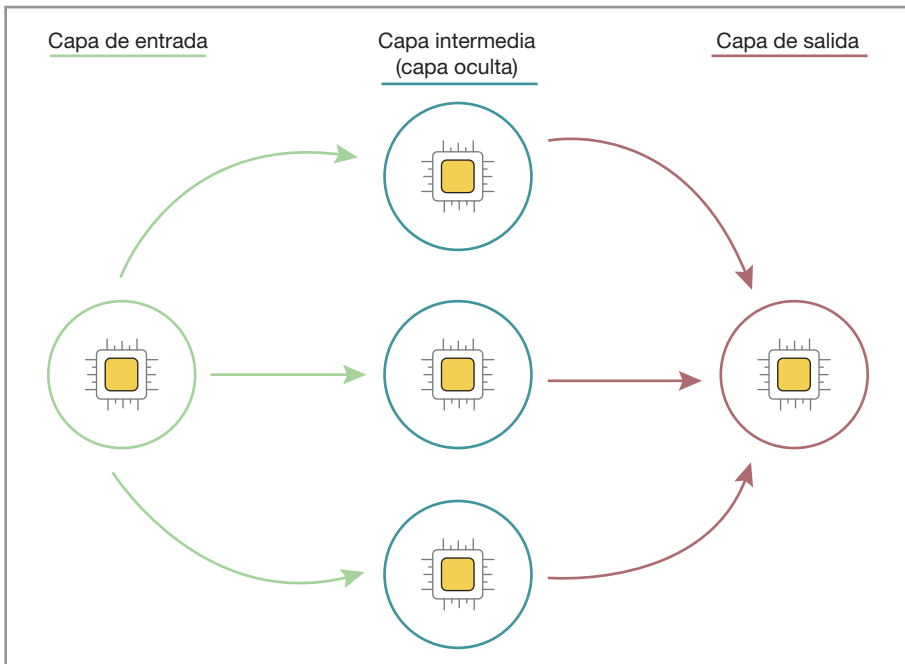 Capa de entrada
Capa intermedia
(capa oculta)
Capa de salida